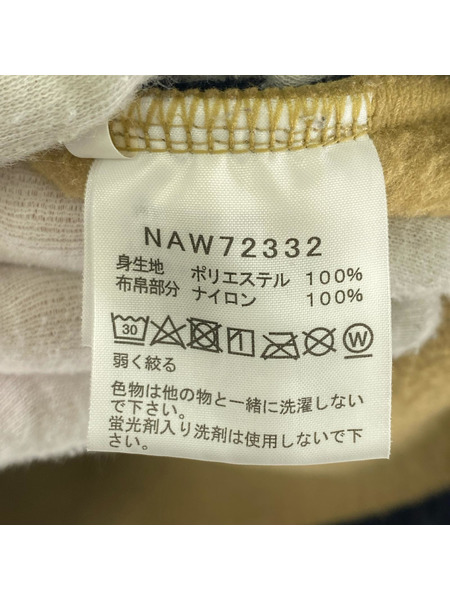 NAW72332
身生地 ポリエステル 100%
布帛部分 ナイロン 100%
30 W
弱く絞る
色物は他の物と一緒に洗濯しない
で下さい。
蛍光剤入り洗剤は使用しないで下
さい。